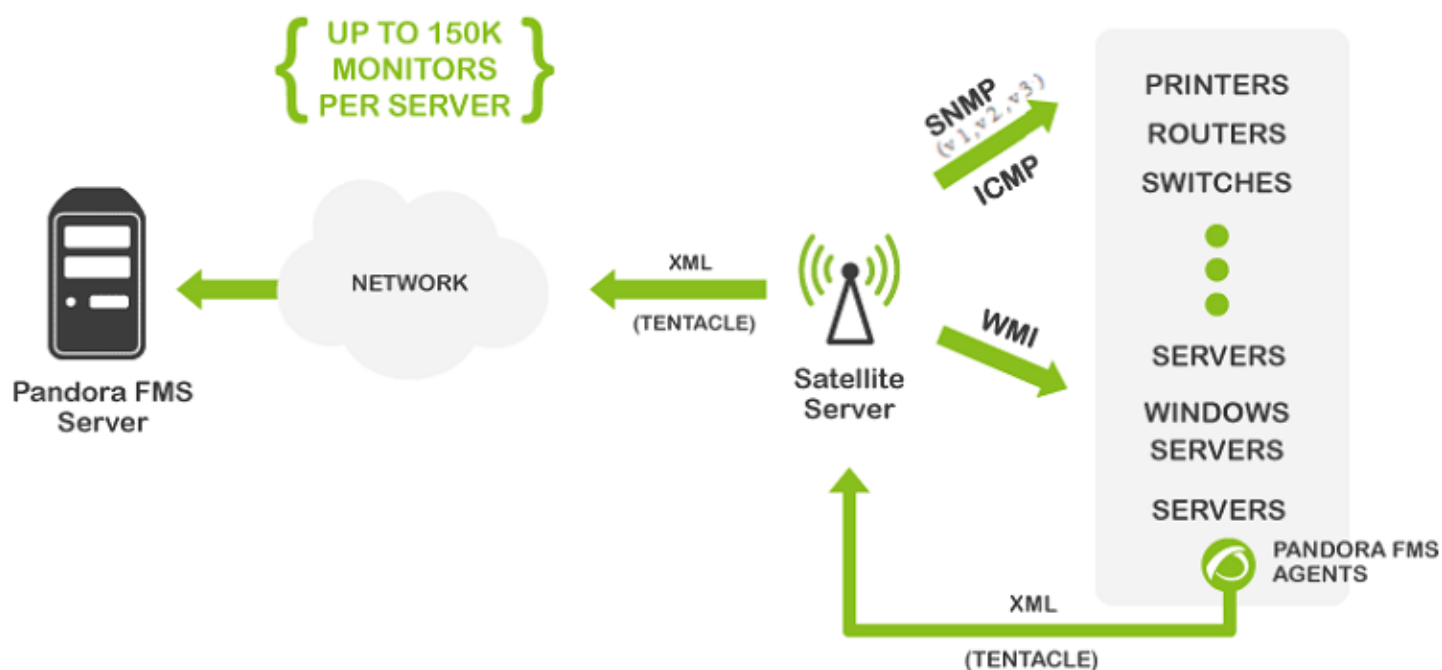 UP TO 150K
MONITORS
PER SERVER
SNMP
(v1,v2,v3)
ICMP
PRINTERS
ROUTERS
SWITCHES
NETWORK
XML
(TENTACLE)
WMI
Pandora FMS
Server
Satellite
Server
SERVERS
WINDOWS
SERVERS
SERVERS
PANDORA FMS
AGENTS
XML
(TENTACLE)